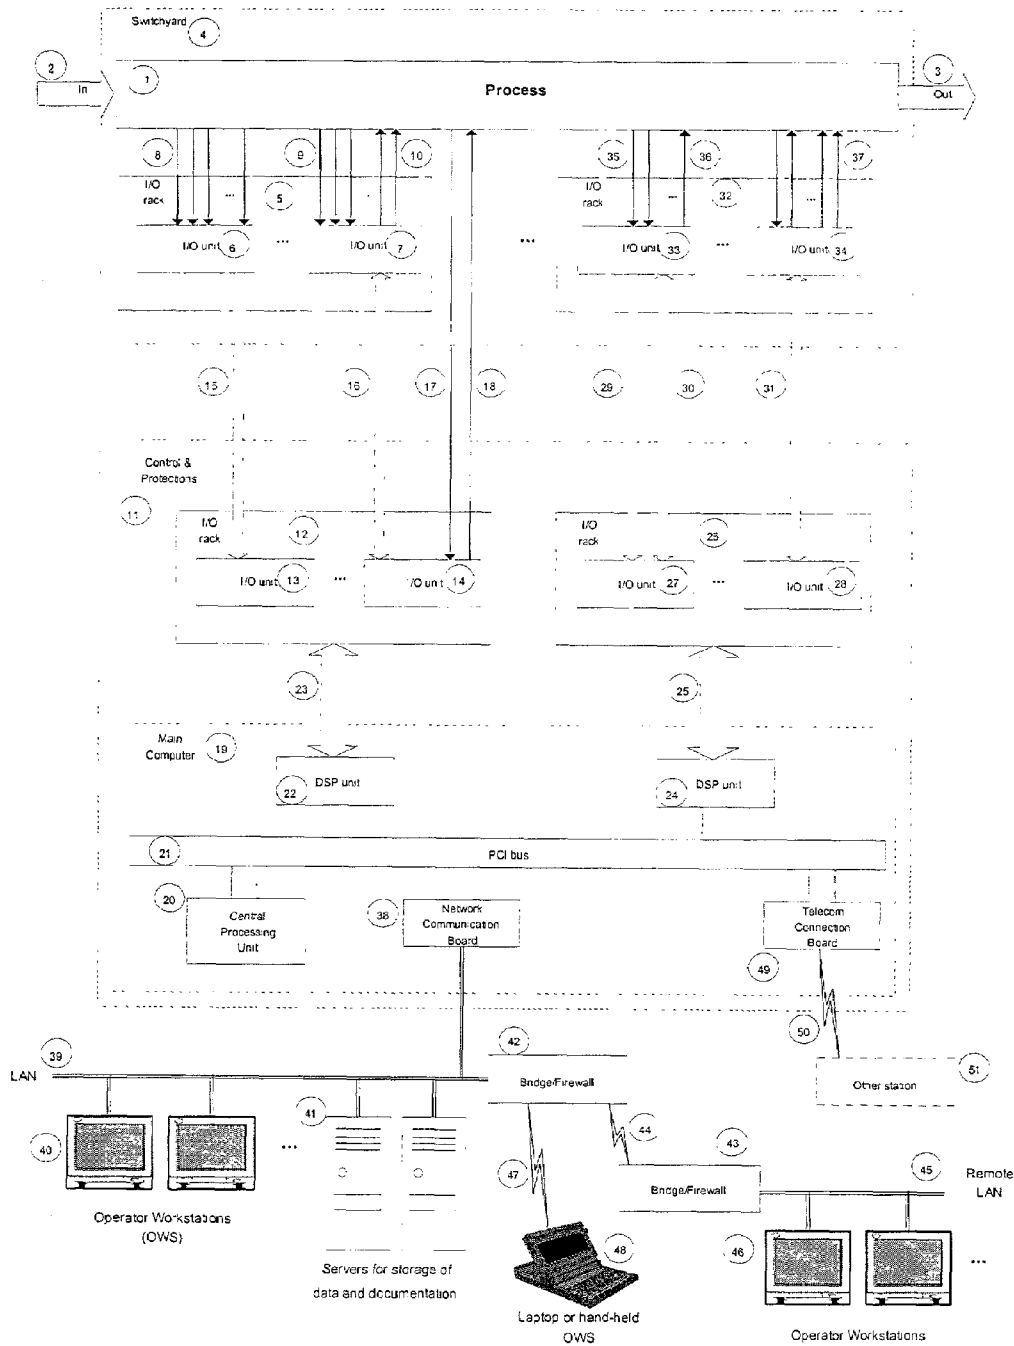 Switchyard 4
2 1 3
In Process Out
8 9 10 35 36 37
I/O rack ... 5 ... I/O rack ... 32 ...
I/O unit 6 ... I/O unit 7 ... I/O unit 33 ... I/O unit 34
15 16 17 18 29 30 31
Control &
Protections
11
I/O rack 12 I/O rack 26
I/O unit 13 ... I/O unit 14 I/O unit 27 ... I/O unit 28
23 25
Main
Computer 19
22 DSP unit 24 DSP unit
21 PCI bus
20 38
Central
Processing
Unit
Network
Communication
Board
Telecom
Connection
Board
49
50
39 42
LAN Bridge/Firewall Other station 51
41
40 ... 44 43
47 Bridge/Firewall 45 Remote
LAN
Operator Workstations
(OWS)
48 46 ...
Servers for storage of
data and documentation
Laptop or hand-held
OWS
Operator Workstations